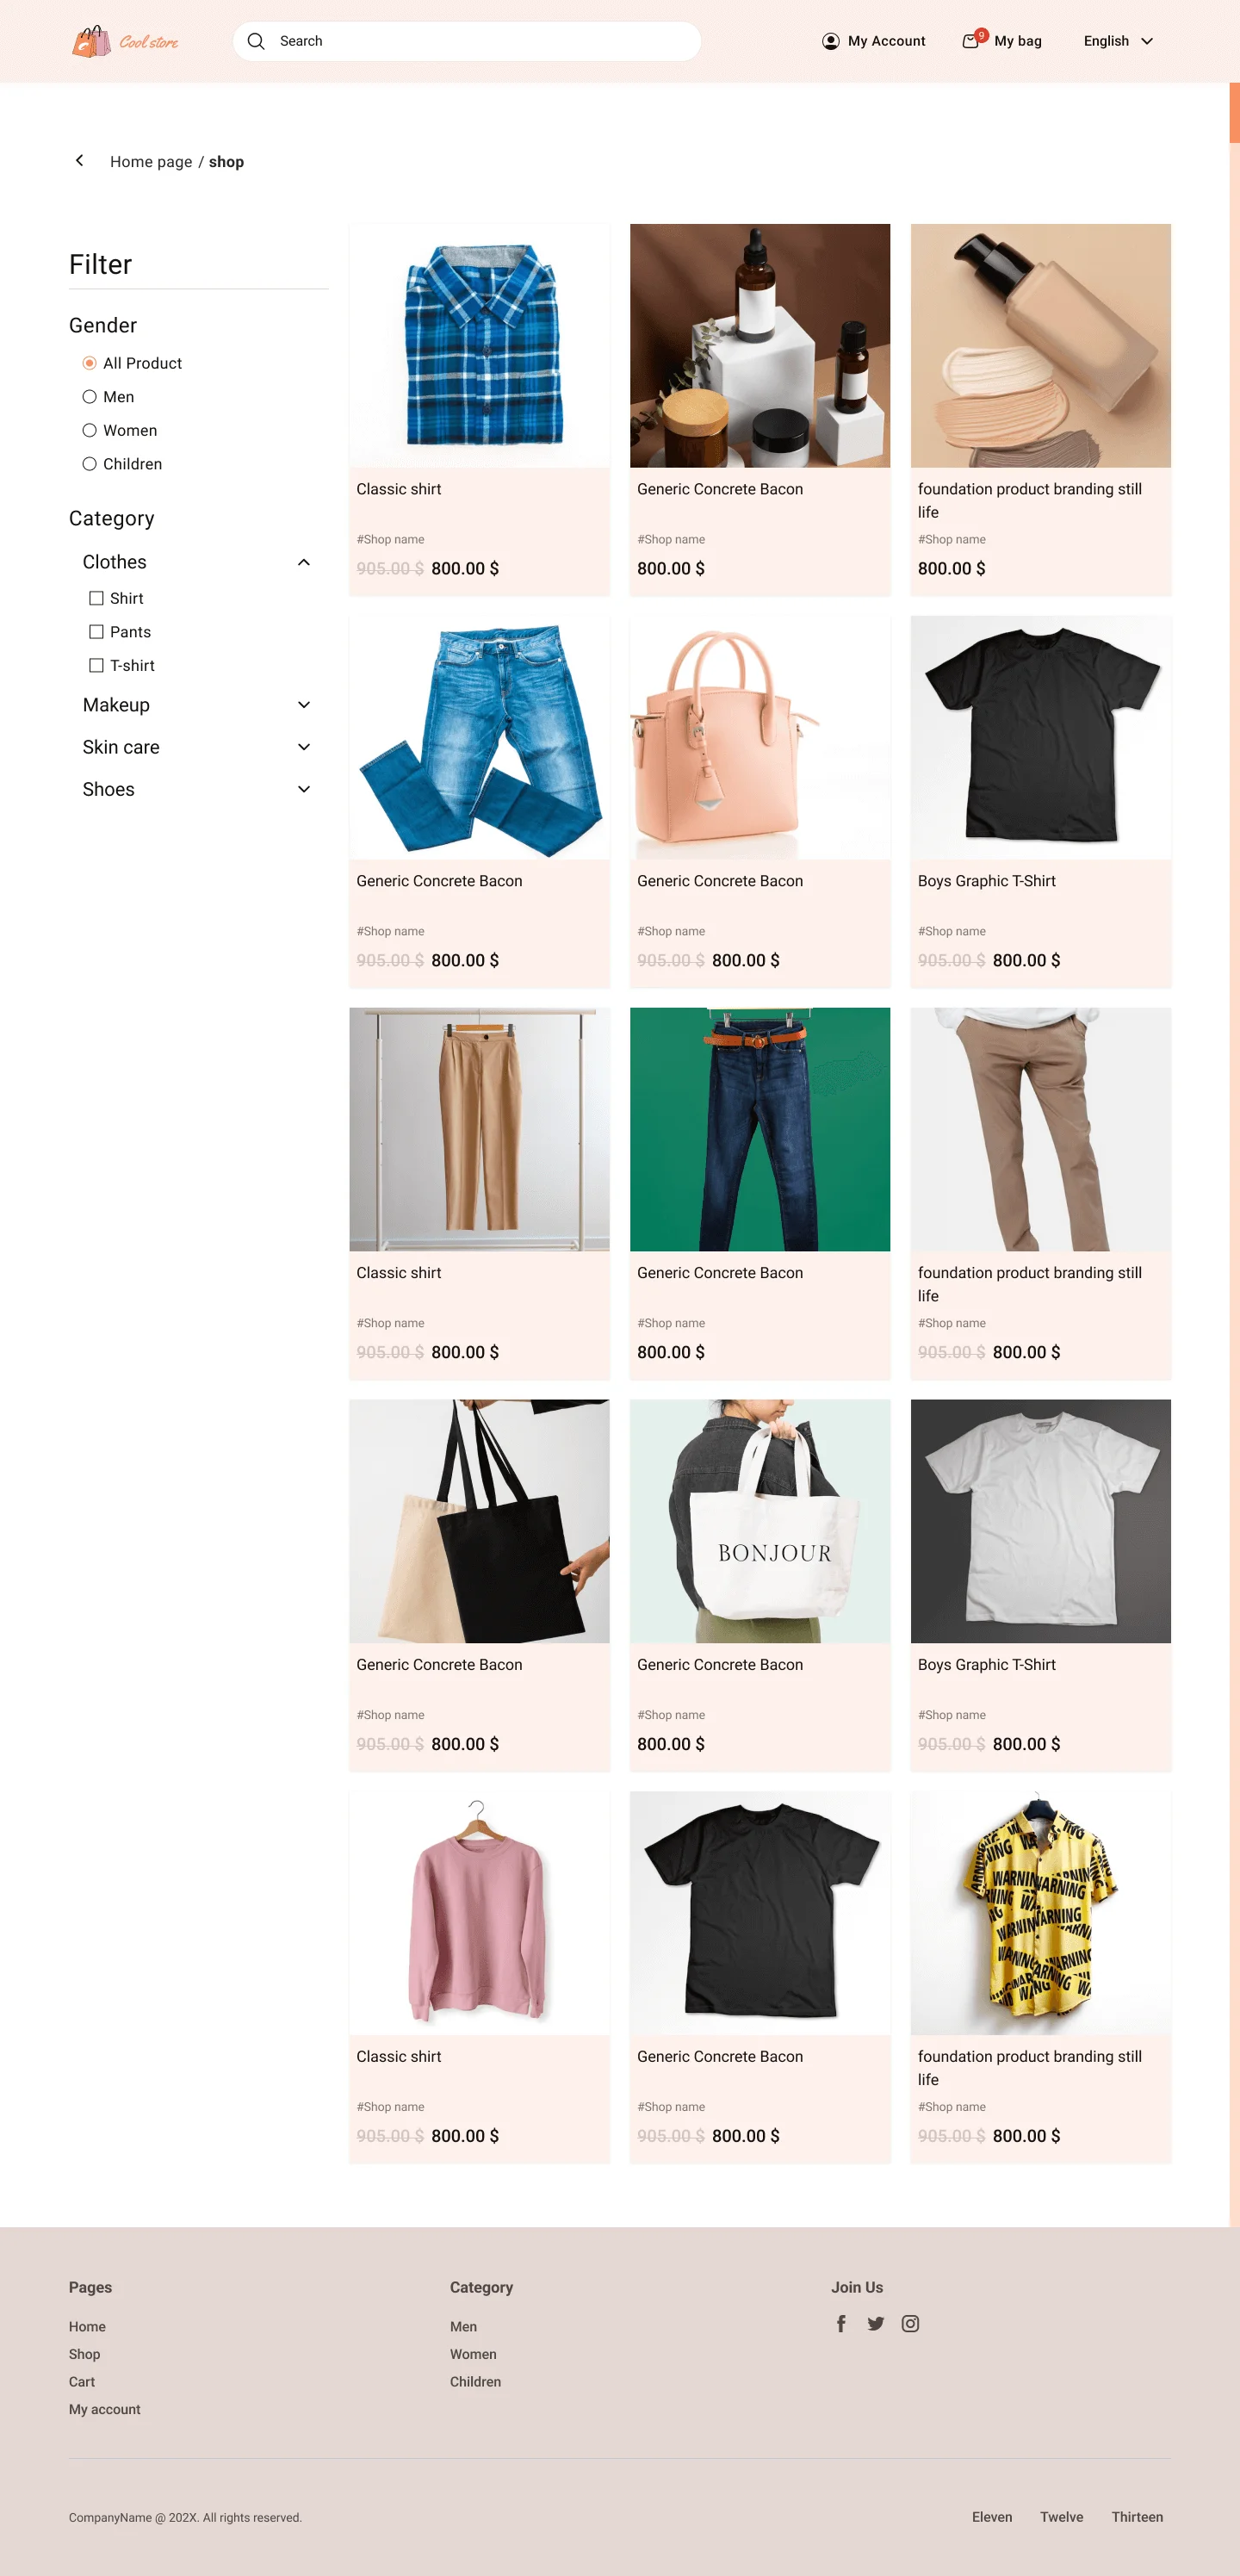 Cool store
Search
My Account
9
My bag
English
Home page / shop
Filter
Gender
All Product
Men
Women
Children
Category
Clothes
Shirt
Pants
T-shirt
Makeup
Skin care
Shoes
Classic shirt
#Shop name
905.00 $ 800.00 $
Generic Concrete Bacon
#Shop name
800.00 $
foundation product branding still
life
#Shop name
800.00 $
Generic Concrete Bacon
#Shop name
905.00 $ 800.00 $
Generic Concrete Bacon
#Shop name
905.00 $ 800.00 $
Boys Graphic T-Shirt
#Shop name
905.00 $ 800.00 $
Classic shirt
#Shop name
905.00 $ 800.00 $
Generic Concrete Bacon
#Shop name
800.00 $
foundation product branding still
life
#Shop name
905.00 $ 800.00 $
Generic Concrete Bacon
#Shop name
905.00 $ 800.00 $
BONJOUR
Generic Concrete Bacon
#Shop name
800.00 $
Boys Graphic T-Shirt
#Shop name
905.00 $ 800.00 $
Classic shirt
#Shop name
905.00 $ 800.00 $
Generic Concrete Bacon
#Shop name
905.00 $ 800.00 $
WARNING
foundation product branding still
life
#Shop name
905.00 $ 800.00 $
Pages
Home
Shop
Cart
My account
Category
Men
Women
Children
Join Us
CompanyName @ 202X. All rights reserved.
Eleven
Twelve
Thirteen